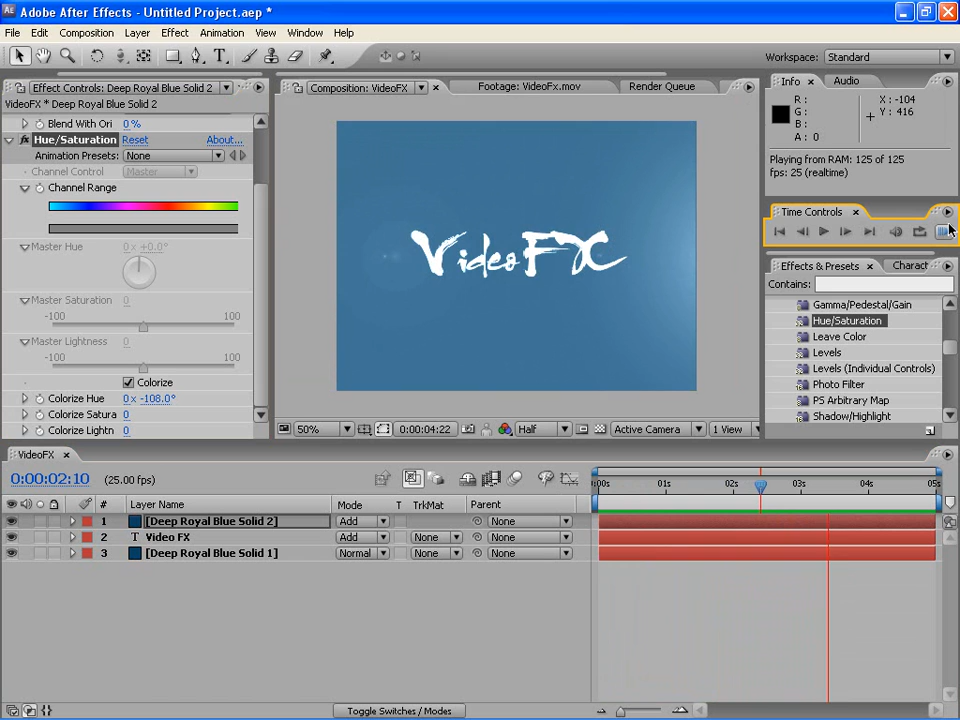 Adobe After Effects - Untitled Project.aep *
File Edit Composition Layer Effect Animation View Window Help
Workspace: Standard
Effect Controls: Deep Royal Blue Solid 2
VideoFX * Deep Royal Blue Solid 2
Blend With Ori 0 %
Hue/Saturation Reset About...
Animation Presets: None
Channel Control Master
Channel Range
Master Hue 0 x +0.0°
Master Saturation 0
-100 100
Master Lightness 0
-100 100
Colorize
Colorize Hue 0 x -108.0°
Colorize Satura 0
Colorize Lightn 0
Composition: VideoFX Footage: VideoFx.mov Render Queue
VideoFX
50% 0:00:04:22 Half Active Camera 1 View
Info Audio
R : X : -104
G : Y : 416
B :
A : 0
Playing from RAM: 125 of 125
fps: 25 (realtime)
Time Controls
Effects & Presets Charact
Contains:
Gamma/Pedestal/Gain
Hue/Saturation
Leave Color
Levels
Levels (Individual Controls)
Photo Filter
PS Arbitrary Map
Shadow/Highlight
VideoFX
0:00:02:10 (25.00 fps)
:00s 01s 02s 03s 04s 05s
# Layer Name Mode T TrkMat Parent
1 [Deep Royal Blue Solid 2] Add None
2 T Video FX Add None None
3 [Deep Royal Blue Solid 1] Normal None None
Toggle Switches / Modes